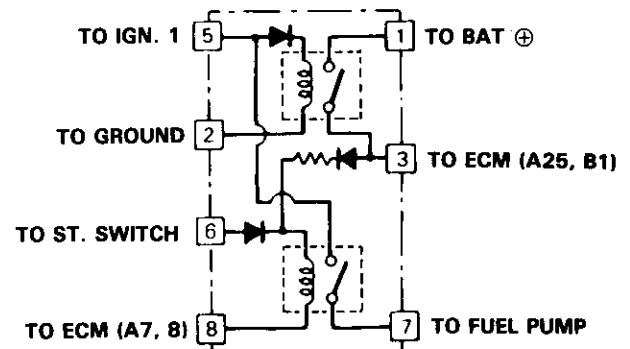 TO IGN. 1 5 1 TO BAT ⊕
TO GROUND 2
3 TO ECM (A25, B1)
TO ST. SWITCH 6
TO ECM (A7, 8) 8 7 TO FUEL PUMP